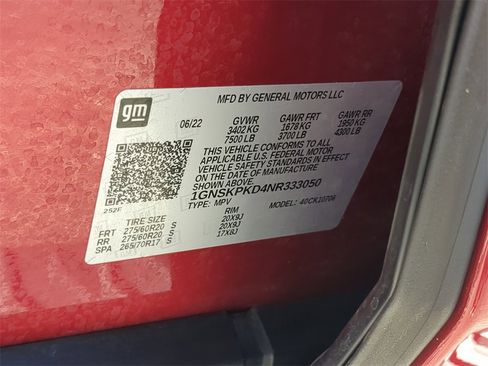 gm
MFD BY GENERAL MOTORS LLC
06/22 GVWR GAWR FRT GAWR RR
3402 KG 1678 KG 1950 KG
7500 LB 3700 LB 4300 LB
THIS VEHICLE CONFORMS TO ALL
APPLICABLE U.S. FEDERAL MOTOR
VEHICLE SAFETY STANDARDS IN
EFFECT ON THE DATE OF
MANUFACTURE SHOWN ABOVE.
1GNSKPKD4NR333050
TYPE: MPV MODEL: 40CK10706
252F
TIRE SIZE RIM
FRT 275/60R20 S 20X9J
RR 275/60R20 S 20X9J
SPA 265/70R17 S 17X8J